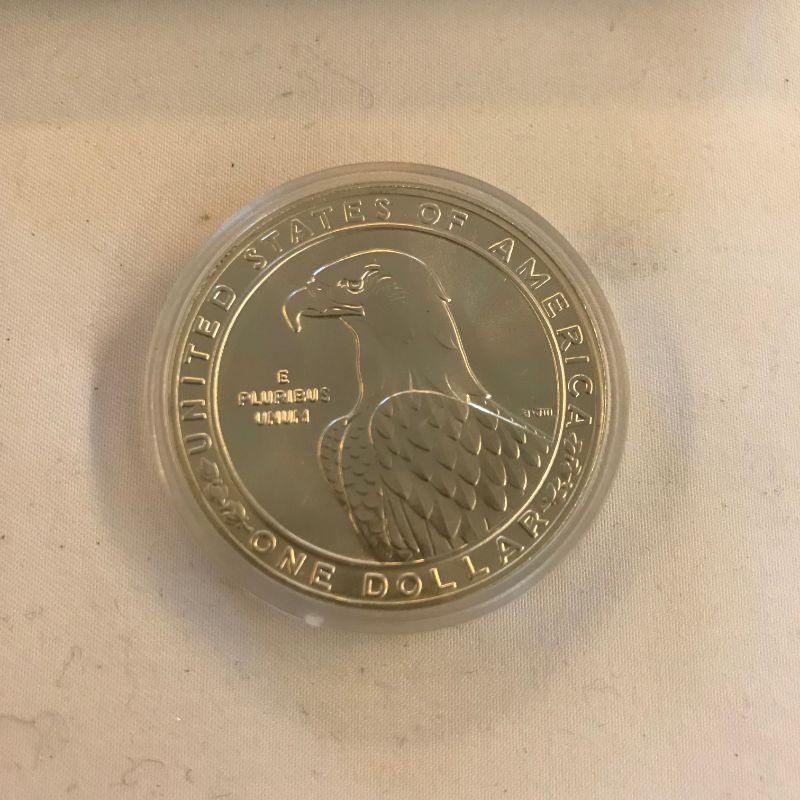 UNITED STATES OF AMERICA
E
PLURIBUS
UNUM
ONE DOLLAR